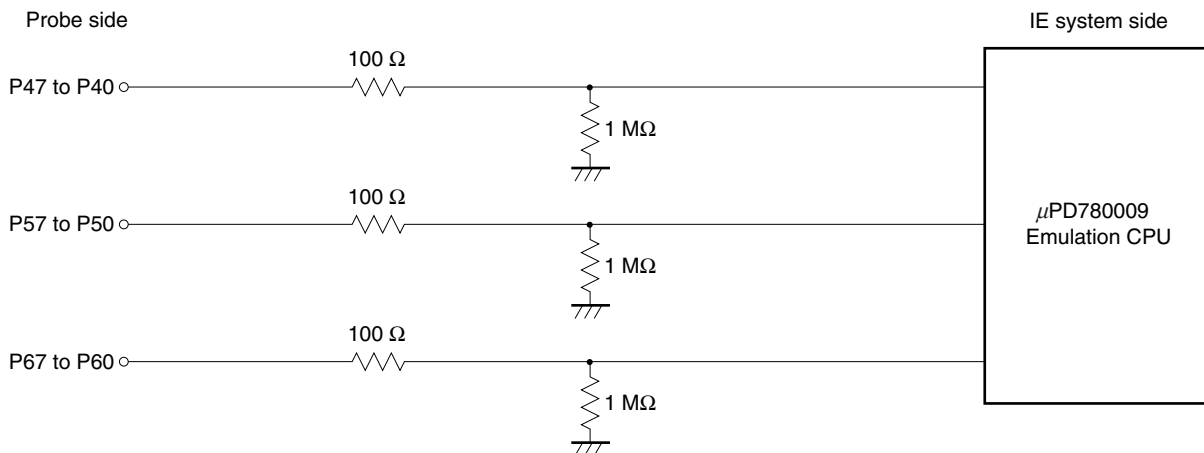 Probe side
IE system side
100 Ω
P47 to P40
1 MΩ
100 Ω
P57 to P50
1 MΩ
μPD780009
Emulation CPU
100 Ω
P67 to P60
1 MΩ